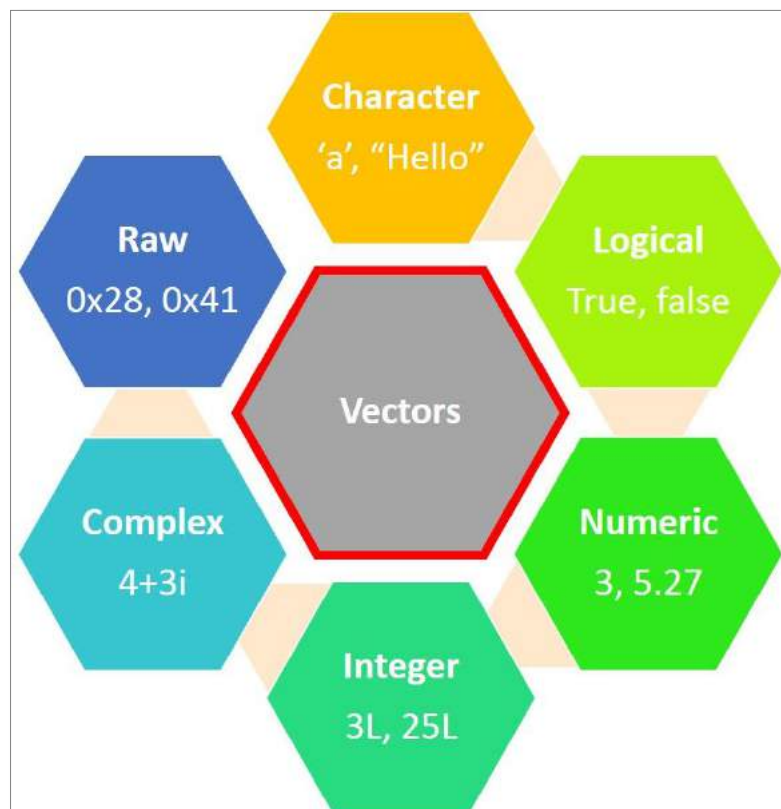 Character
‘a’, “Hello”
Logical
True, false
Numeric
3, 5.27
Integer
3L, 25L
Complex
4+3i
Raw
0x28, 0x41
Vectors